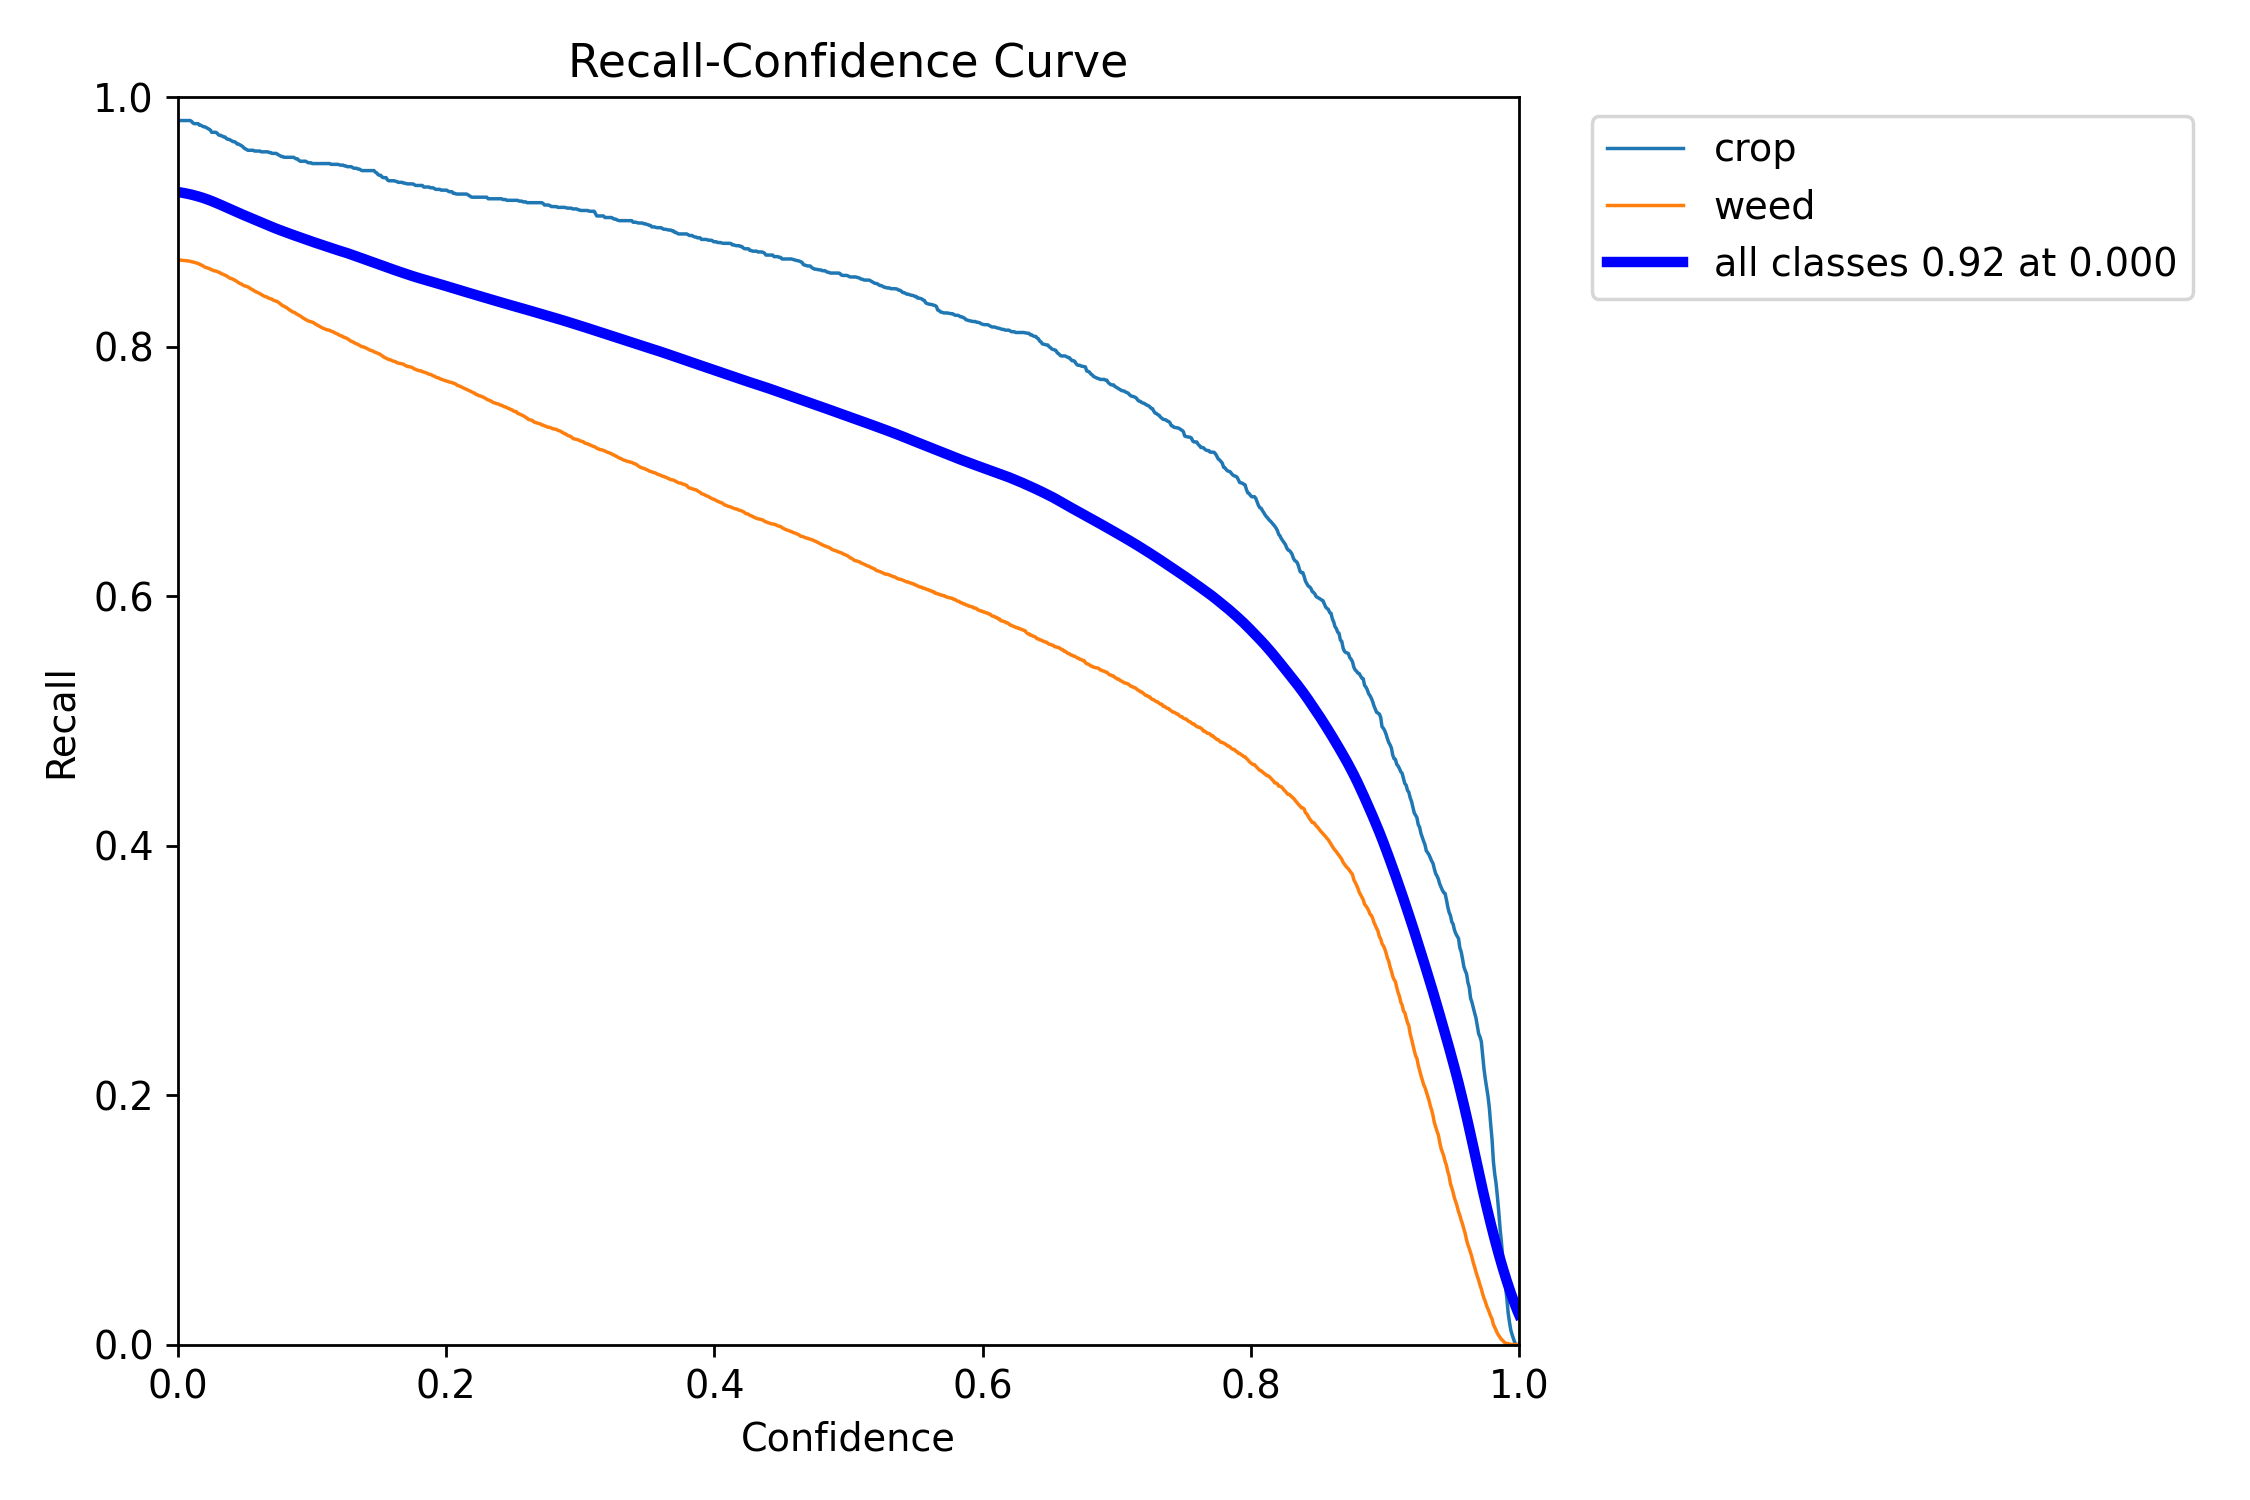 Recall-Confidence Curve
1.0
0.8
0.6
0.4
0.2
0.0
Recall
0.0 0.2 0.4 0.6 0.8 1.0
Confidence
crop
weed
all classes 0.92 at 0.000